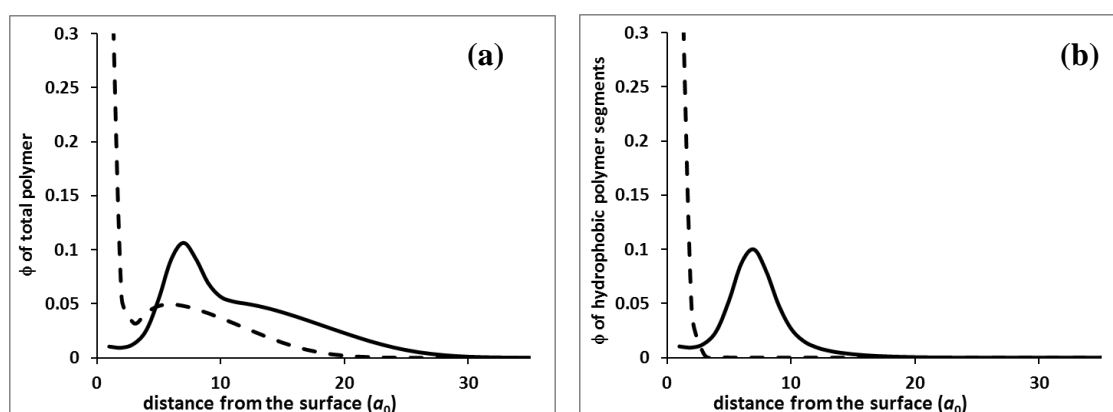 (a)
ϕ of total polymer
0.3
0.25
0.2
0.15
0.1
0.05
0
0 10 20 30
distance from the surface (a₀)
(b)
ϕ of hydrophobic polymer segments
0.3
0.25
0.2
0.15
0.1
0.05
0
0 10 20 30
distance from the surface (a₀)